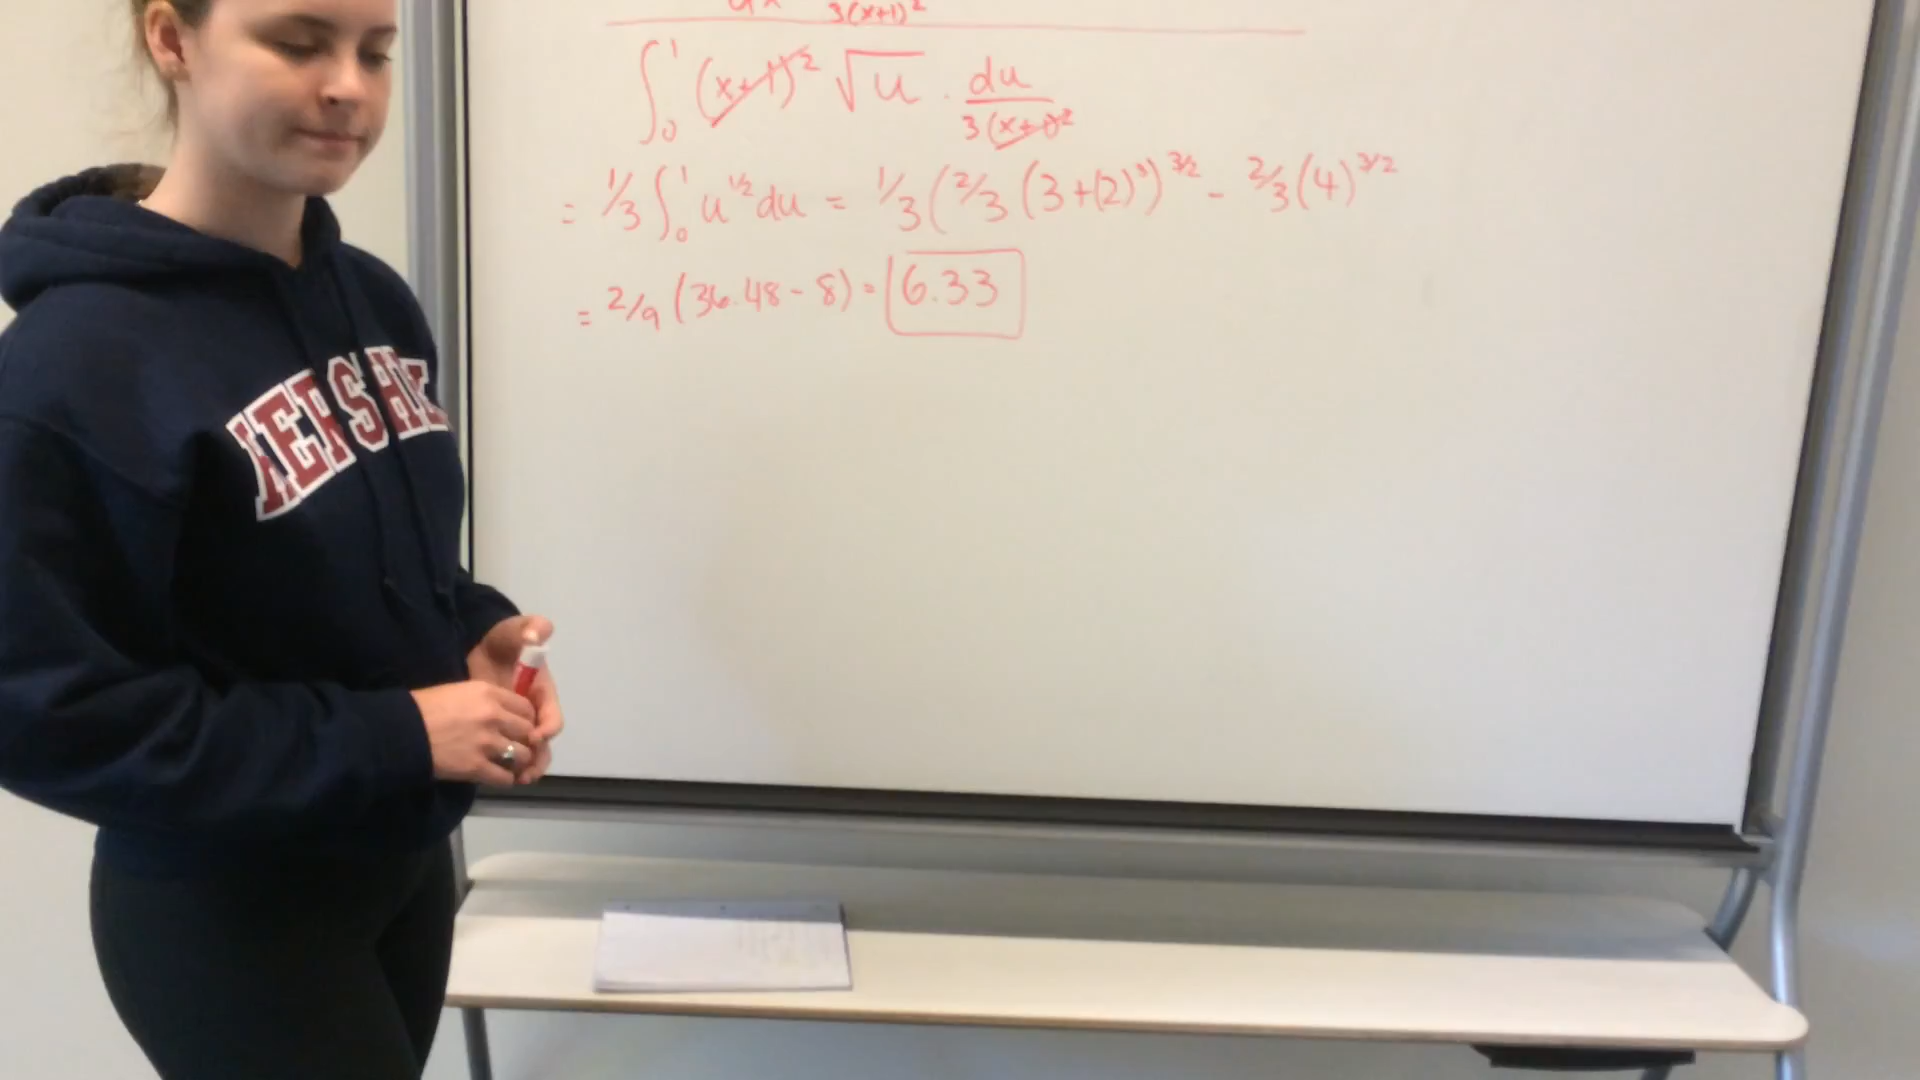 3(x+1)²
∫₀¹ (x+1)² √u · du/3(x+1)²
= 1/3 ∫₀¹ u^1/2 du = 1/3 (2/3 (3+(2)³)^3/2 - 2/3 (4)^3/2
= 2/9 (36.48 - 8) = 6.33